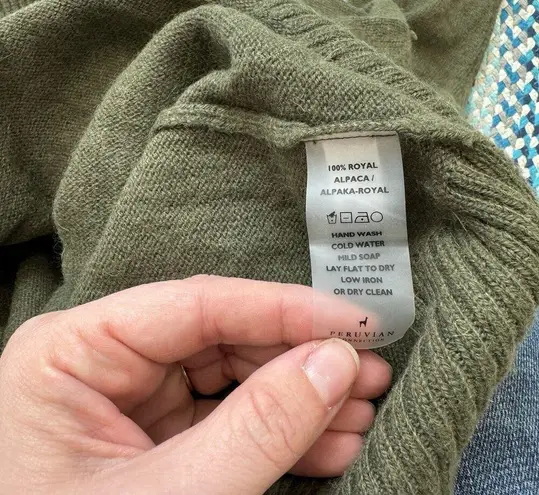 100% ROYAL
ALPACA /
ALPAKA-ROYAL
HAND WASH
COLD WATER
MILD SOAP
LAY FLAT TO DRY
LOW IRON
OR DRY CLEAN
PERUVIAN
CONNECTION